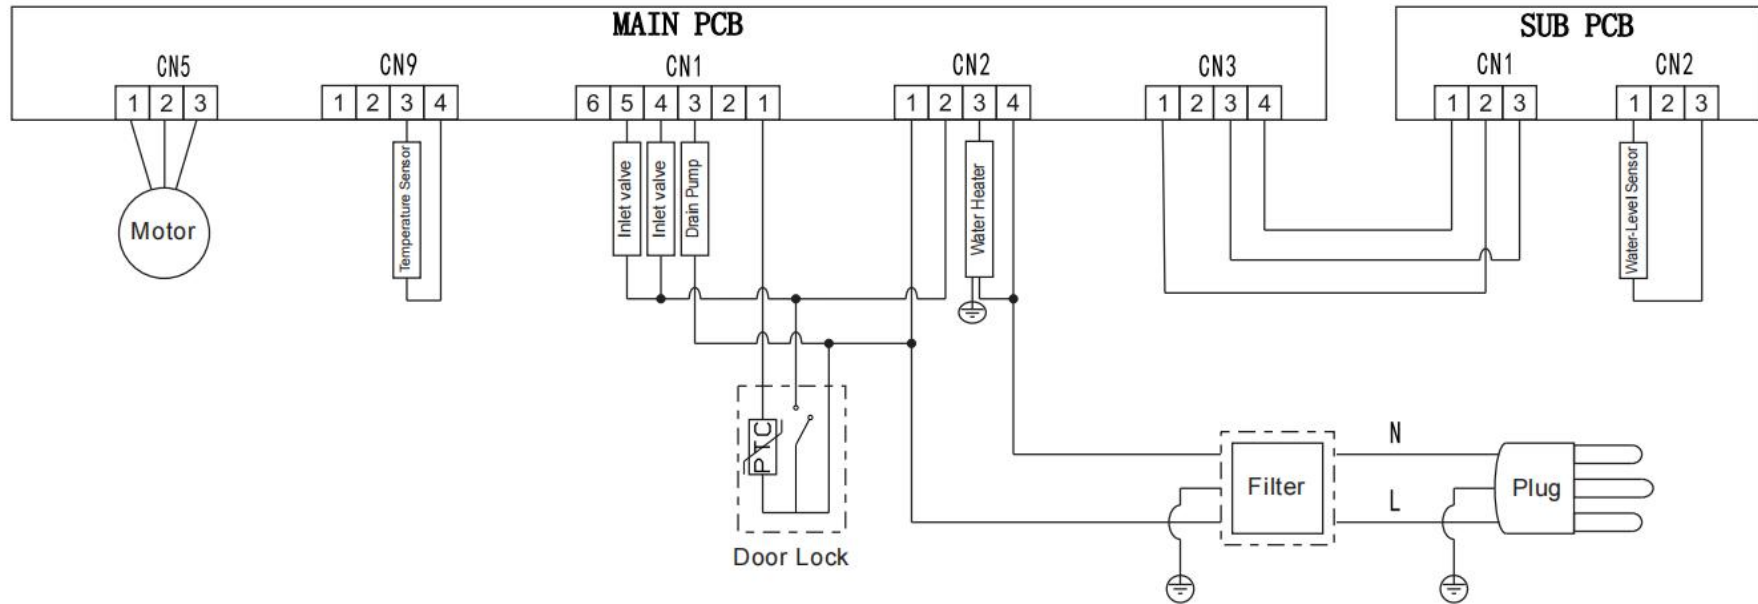 MAIN PCB
SUB PCB
CN5
CN9
CN1
CN2
CN3
CN1
CN2
1 2 3
1 2 3 4
6 5 4 3 2 1
1 2 3 4
1 2 3 4
1 2 3
1 2 3
Motor
Temperature Sensor
Inlet valve
Inlet valve
Drain Pump
Water Heater
Water-Level Sensor
PTC
Door Lock
Filter
N
L
Plug